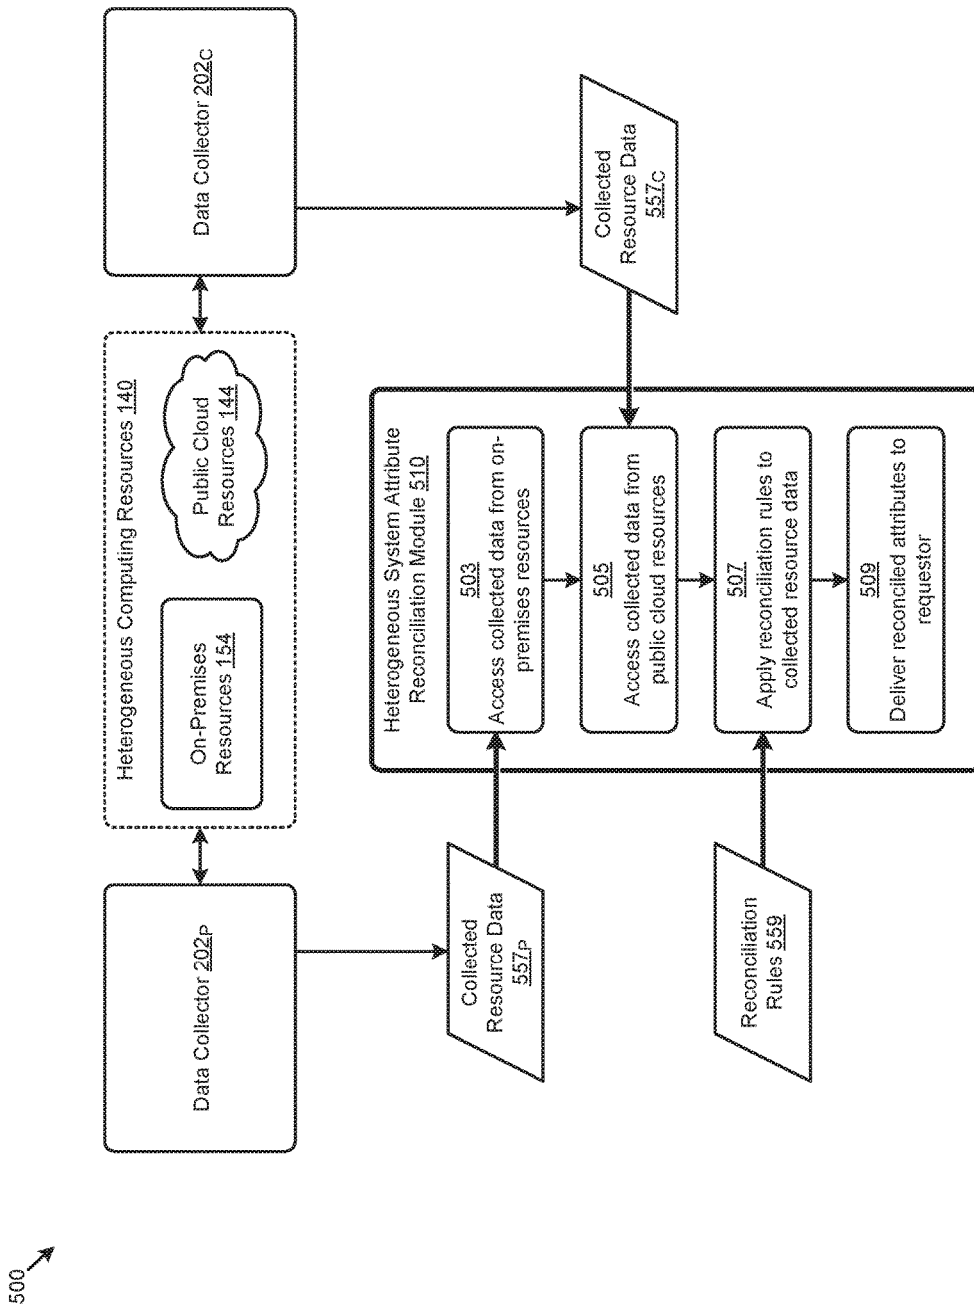 500
Data Collector 202P
Heterogeneous Computing Resources 140
On-Premises
Resources 154
Public Cloud
Resources 144
Data Collector 202C
Collected
Resource Data
557P
Heterogeneous System Attribute
Reconciliation Module 510
503
Access collected data from on-
premises resources
505
Access collected data from
public cloud resources
Collected
Resource Data
557C
Reconciliation
Rules 559
507
Apply reconciliation rules to
collected resource data
509
Deliver reconciled attributes to
requestor